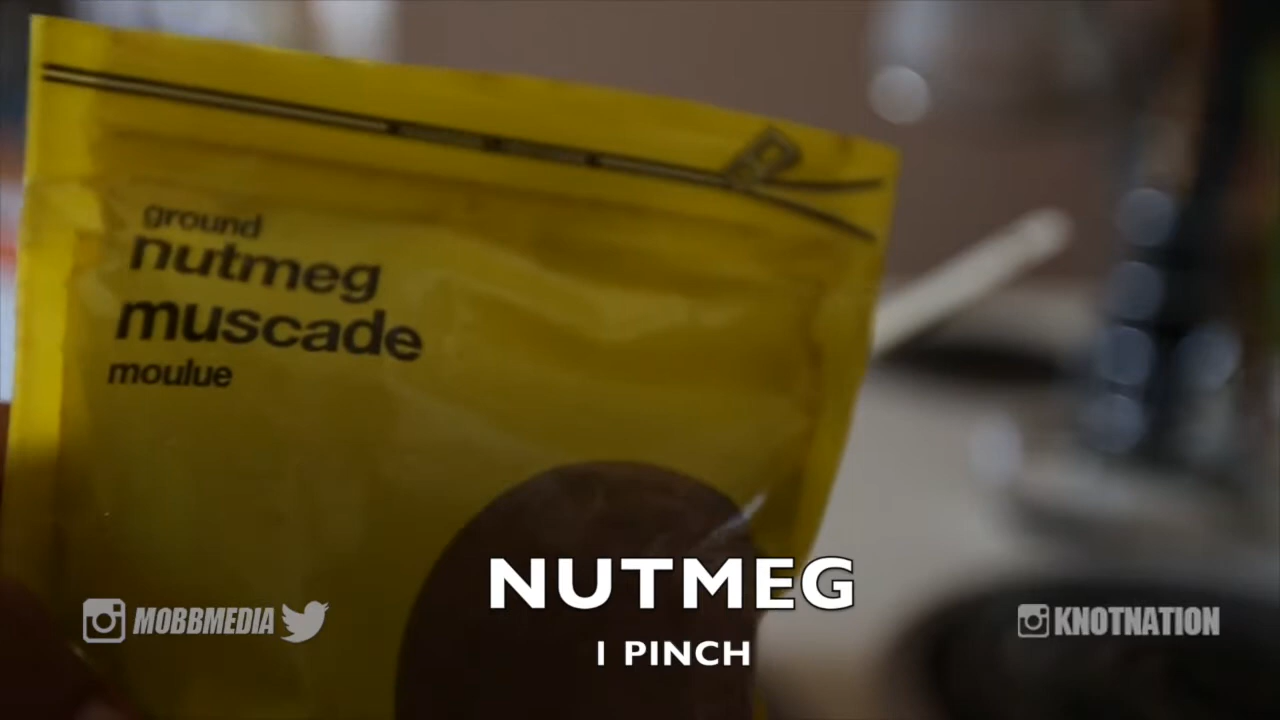 ground
nutmeg
muscade
moulue
NUTMEG
1 PINCH
MOBBMEDIA
KNOTNATION